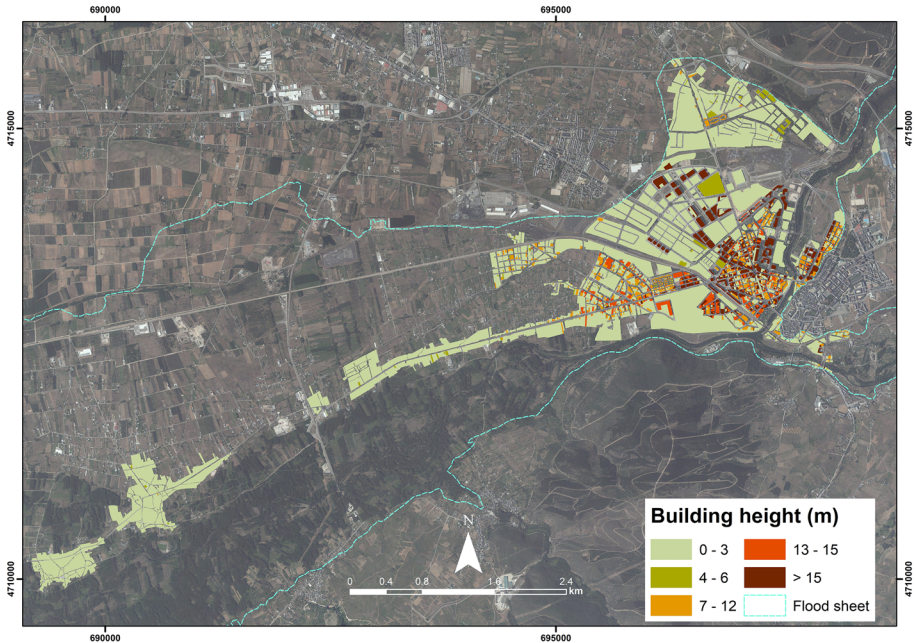 690000 695000
4715000 4715000
N
0 0.4 0.8 1.6 2.4
km
4710000 4710000
Building height (m)
0 - 3 13 - 15
4 - 6 > 15
7 - 12 Flood sheet
690000 695000